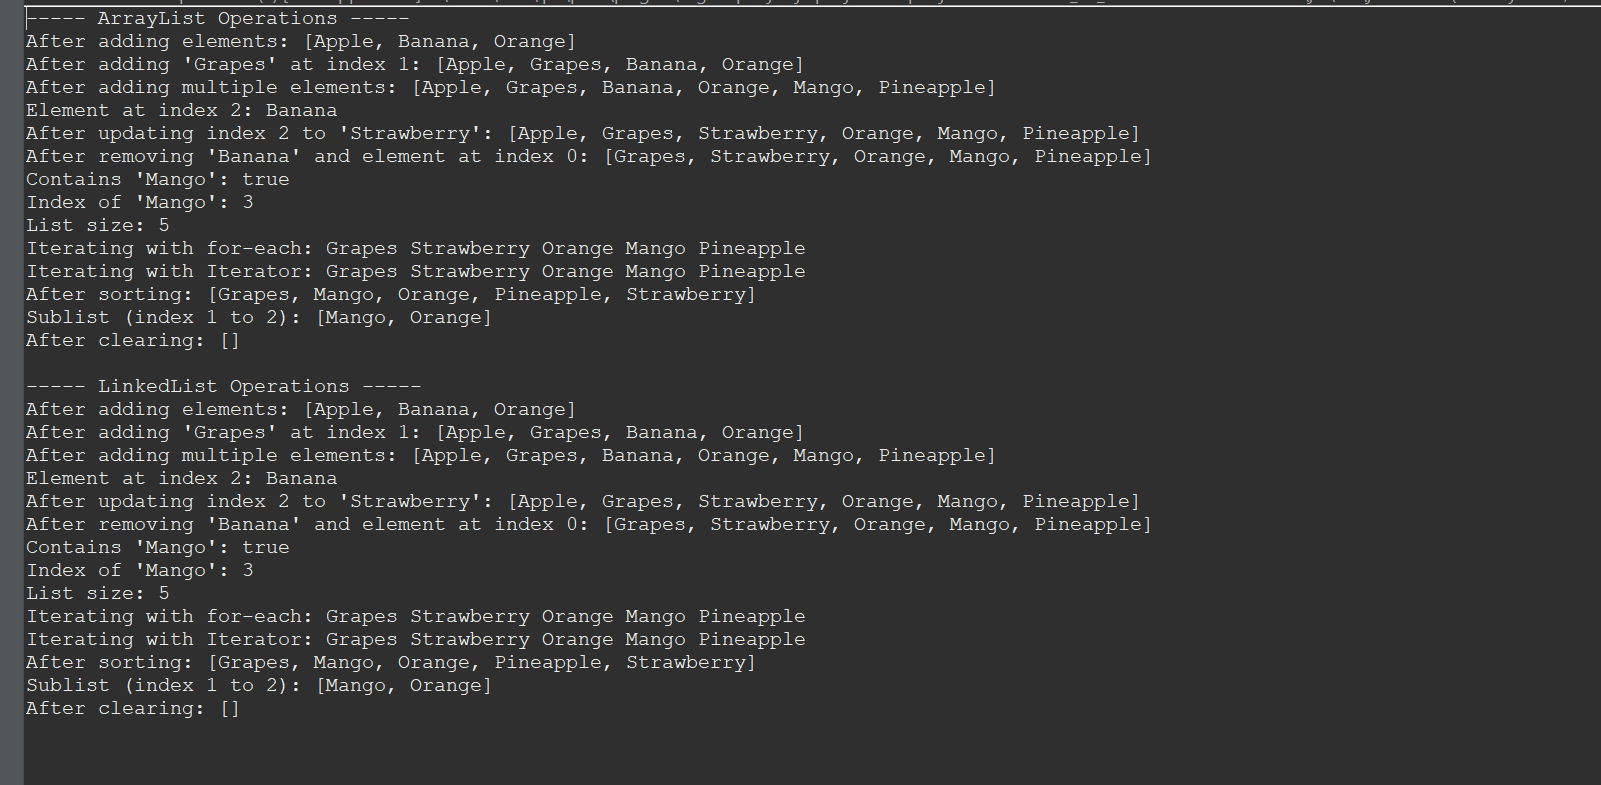 ----- ArrayList Operations -----
After adding elements: [Apple, Banana, Orange]
After adding 'Grapes' at index 1: [Apple, Grapes, Banana, Orange]
After adding multiple elements: [Apple, Grapes, Banana, Orange, Mango, Pineapple]
Element at index 2: Banana
After updating index 2 to 'Strawberry': [Apple, Grapes, Strawberry, Orange, Mango, Pineapple]
After removing 'Banana' and element at index 0: [Grapes, Strawberry, Orange, Mango, Pineapple]
Contains 'Mango': true
Index of 'Mango': 3
List size: 5
Iterating with for-each: Grapes Strawberry Orange Mango Pineapple
Iterating with Iterator: Grapes Strawberry Orange Mango Pineapple
After sorting: [Grapes, Mango, Orange, Pineapple, Strawberry]
Sublist (index 1 to 2): [Mango, Orange]
After clearing: []

----- LinkedList Operations -----
After adding elements: [Apple, Banana, Orange]
After adding 'Grapes' at index 1: [Apple, Grapes, Banana, Orange]
After adding multiple elements: [Apple, Grapes, Banana, Orange, Mango, Pineapple]
Element at index 2: Banana
After updating index 2 to 'Strawberry': [Apple, Grapes, Strawberry, Orange, Mango, Pineapple]
After removing 'Banana' and element at index 0: [Grapes, Strawberry, Orange, Mango, Pineapple]
Contains 'Mango': true
Index of 'Mango': 3
List size: 5
Iterating with for-each: Grapes Strawberry Orange Mango Pineapple
Iterating with Iterator: Grapes Strawberry Orange Mango Pineapple
After sorting: [Grapes, Mango, Orange, Pineapple, Strawberry]
Sublist (index 1 to 2): [Mango, Orange]
After clearing: []